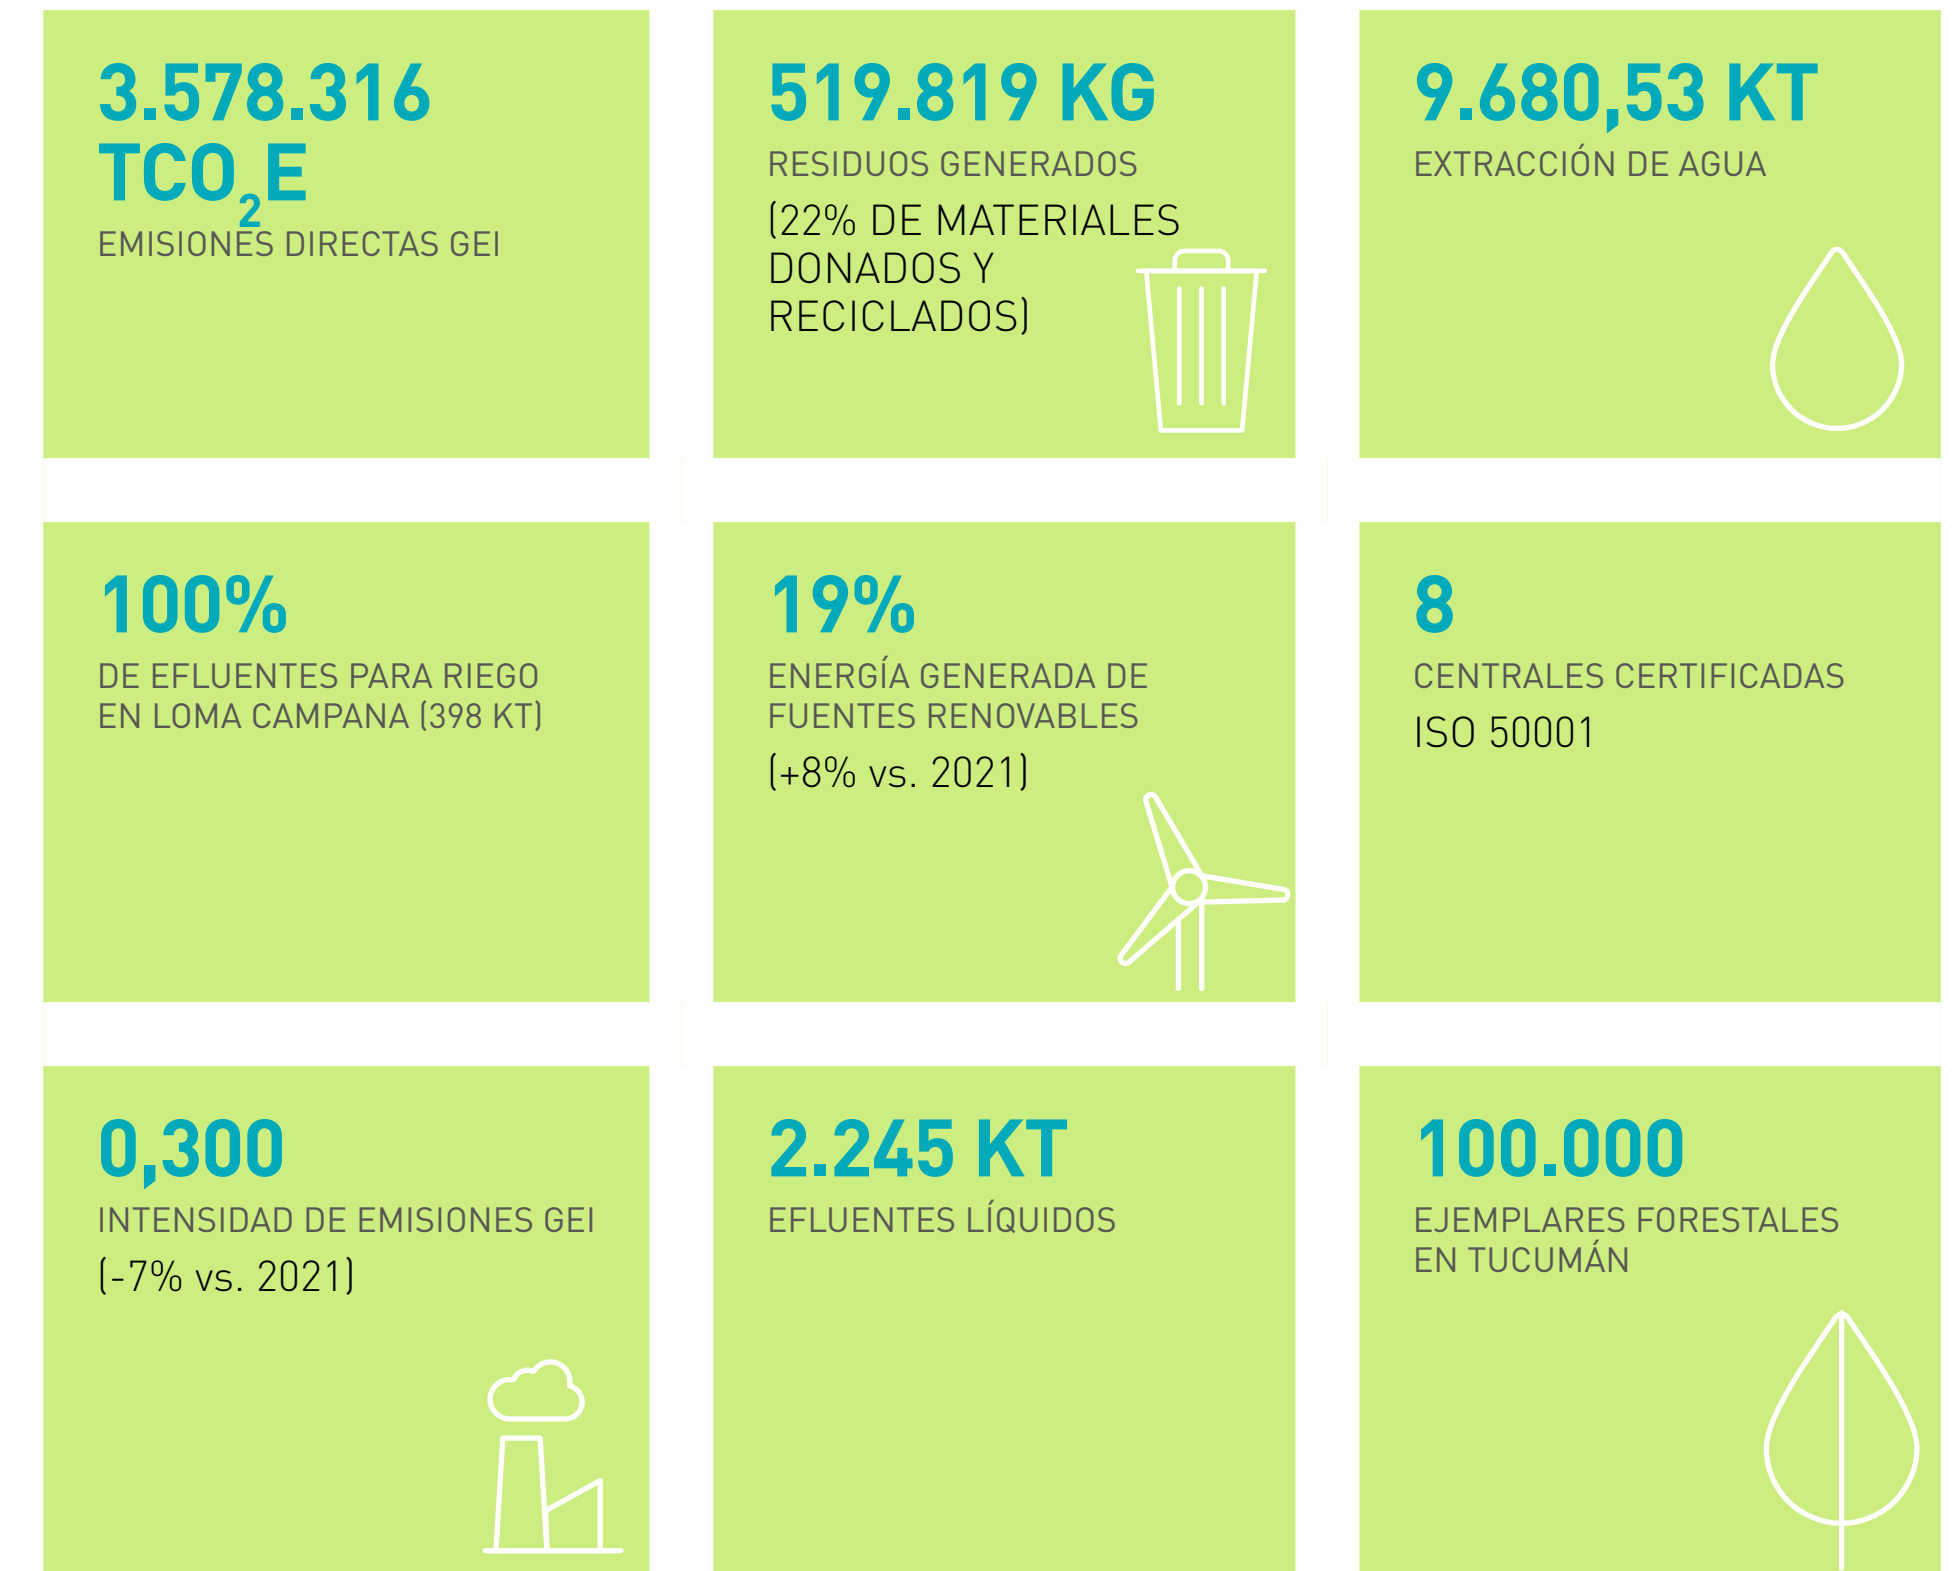 3.578.316
TCO₂E
EMISIONES DIRECTAS GEI
519.819 KG
RESIDUOS GENERADOS
(22% DE MATERIALES
DONADOS Y
RECICLADOS)
9.680,53 KT
EXTRACCIÓN DE AGUA
100%
DE EFLUENTES PARA RIEGO
EN LOMA CAMPANA (398 KT)
19%
ENERGÍA GENERADA DE
FUENTES RENOVABLES
(+8% vs. 2021)
8
CENTRALES CERTIFICADAS
ISO 50001
0,300
INTENSIDAD DE EMISIONES GEI
(-7% vs. 2021)
2.245 KT
EFLUENTES LÍQUIDOS
100.000
EJEMPLARES FORESTALES
EN TUCUMÁN